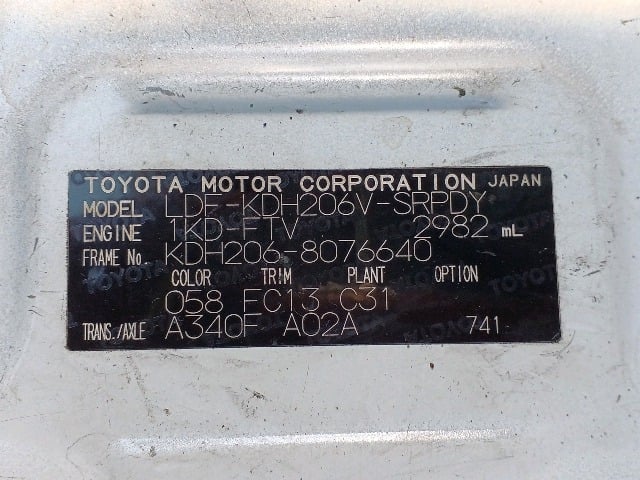 TOYOTA MOTOR CORPORATION JAPAN
MODEL LDF-KDH206V-SRPDY
ENGINE 1KD-FTV 2982 mL
FRAME No. KDH206-8076640
COLOR TRIM PLANT OPTION
058 FC13 C31
TRANS./AXLE A340F A02A 741